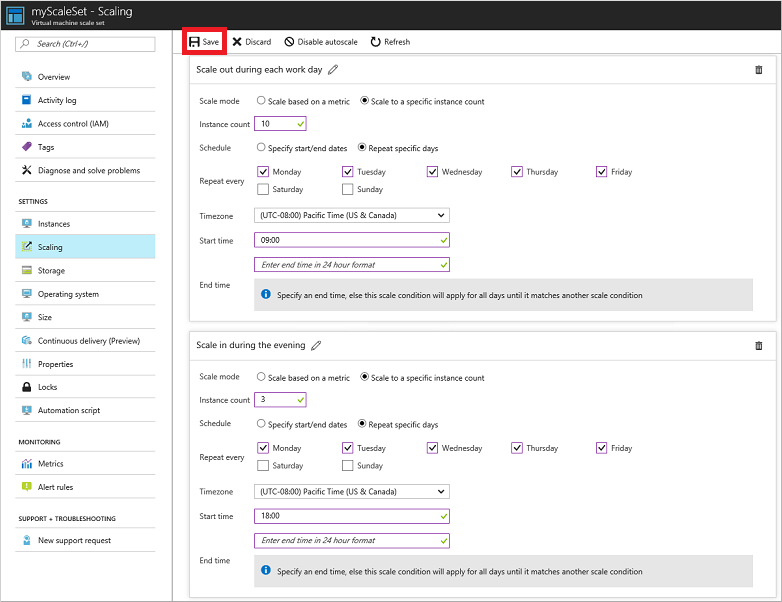 myScaleSet - Scaling
Virtual machine scale set
Search (Ctrl+/)
Overview
Activity log
Access control (IAM)
Tags
Diagnose and solve problems
SETTINGS
Instances
Scaling
Storage
Operating system
Size
Continuous delivery (Preview)
Properties
Locks
Automation script
MONITORING
Metrics
Alert rules
SUPPORT + TROUBLESHOOTING
New support request
Save Discard Disable autoscale Refresh
Scale out during each work day
Scale mode Scale based on a metric Scale to a specific instance count
Instance count 10
Schedule Specify start/end dates Repeat specific days
Repeat every Monday Tuesday Wednesday Thursday Friday
Saturday Sunday
Timezone (UTC-08:00) Pacific Time (US & Canada)
Start time 09:00
Enter end time in 24 hour format
End time
Specify an end time, else this scale condition will apply for all days until it matches another scale condition
Scale in during the evening
Scale mode Scale based on a metric Scale to a specific instance count
Instance count 3
Schedule Specify start/end dates Repeat specific days
Repeat every Monday Tuesday Wednesday Thursday Friday
Saturday Sunday
Timezone (UTC-08:00) Pacific Time (US & Canada)
Start time 18:00
Enter end time in 24 hour format
End time
Specify an end time, else this scale condition will apply for all days until it matches another scale condition